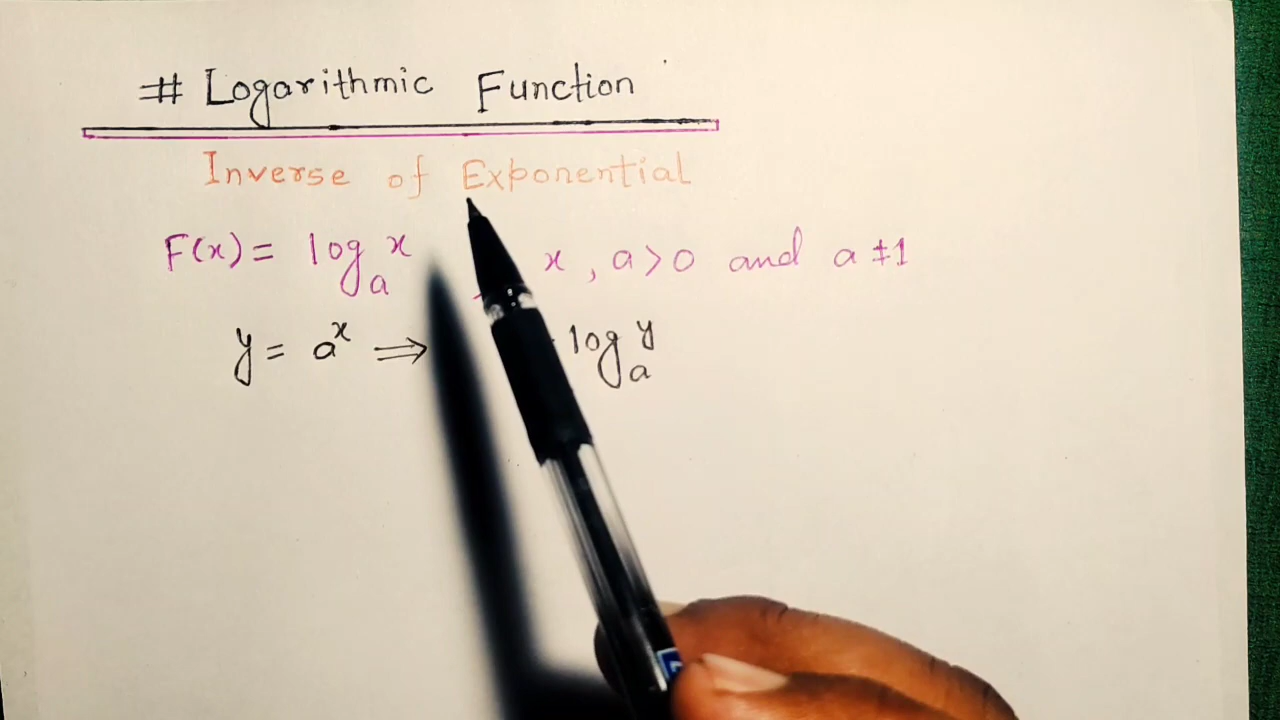 # Logarithmic Function
Inverse of Exponential
F(x) = log_a x , x , a > 0 and a ≠ 1
y = a^x ⇒ log_a y